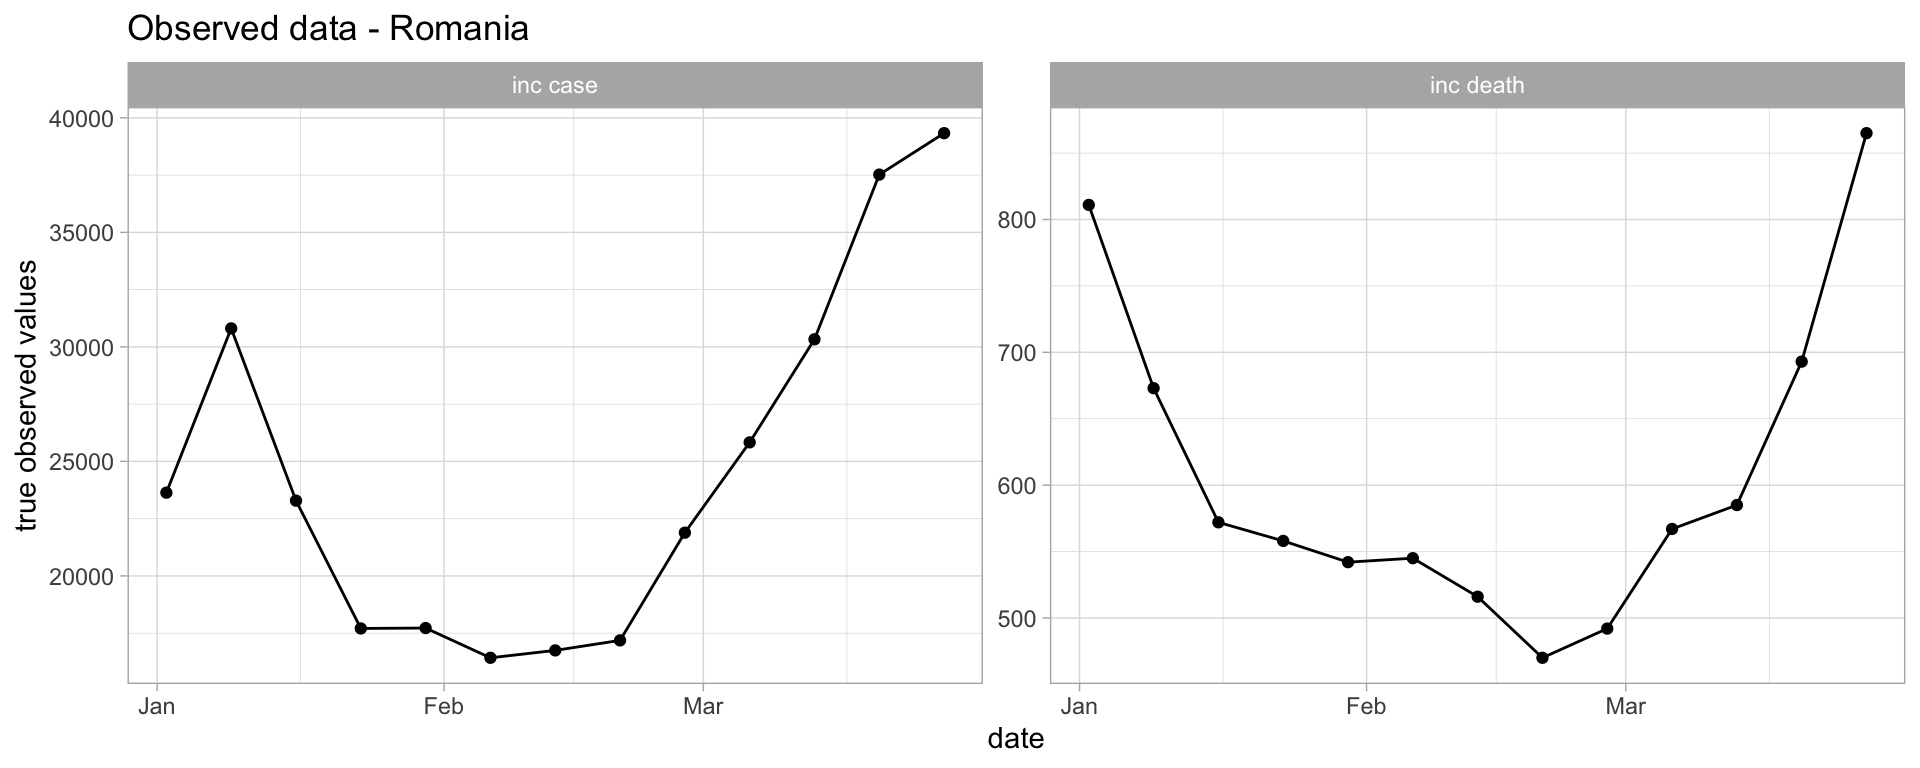 Observed data - Romania
inc case
inc death
true observed values
40000
35000
30000
25000
20000
Jan
Feb
Mar
800
700
600
500
Jan
Feb
Mar
date